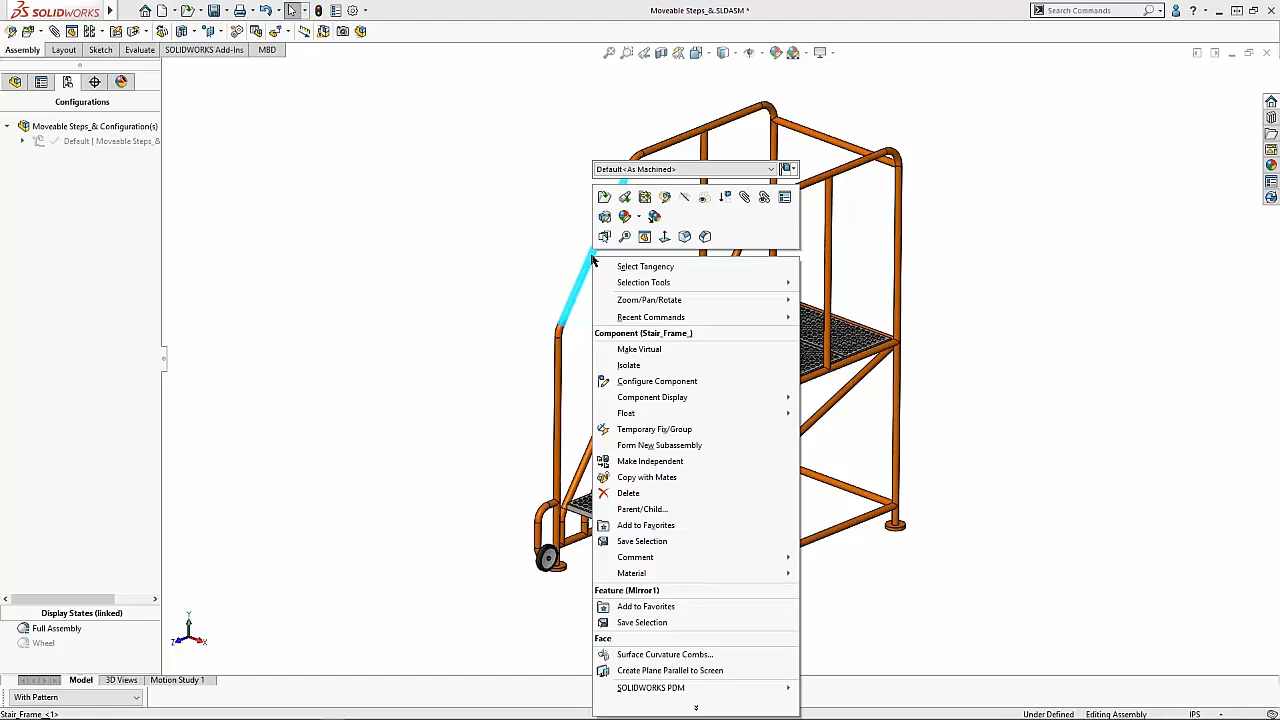 SOLIDWORKS
Moveable Steps_&.SLDASM *
Search Commands
Assembly
Layout
Sketch
Evaluate
SOLIDWORKS Add-Ins
MBD
Configurations
Moveable Steps_& Configuration(s)
Default [ Moveable Steps_&
Default<As Machined>
Select Tangency
Selection Tools
Zoom/Pan/Rotate
Recent Commands
Component (Stair_Frame_)
Make Virtual
Isolate
Configure Component
Component Display
Float
Temporary Fix/Group
Form New Subassembly
Make Independent
Copy with Mates
Delete
Parent/Child...
Add to Favorites
Save Selection
Comment
Material
Feature (Mirror1)
Add to Favorites
Save Selection
Face
Surface Curvature Combs...
Create Plane Parallel to Screen
SOLIDWORKS PDM
Display States (linked)
Full Assembly
Wheel
Y
Z
X
Model
3D Views
Motion Study 1
With Pattern
Stair_Frame_<1>
Under Defined
Editing Assembly
IPS